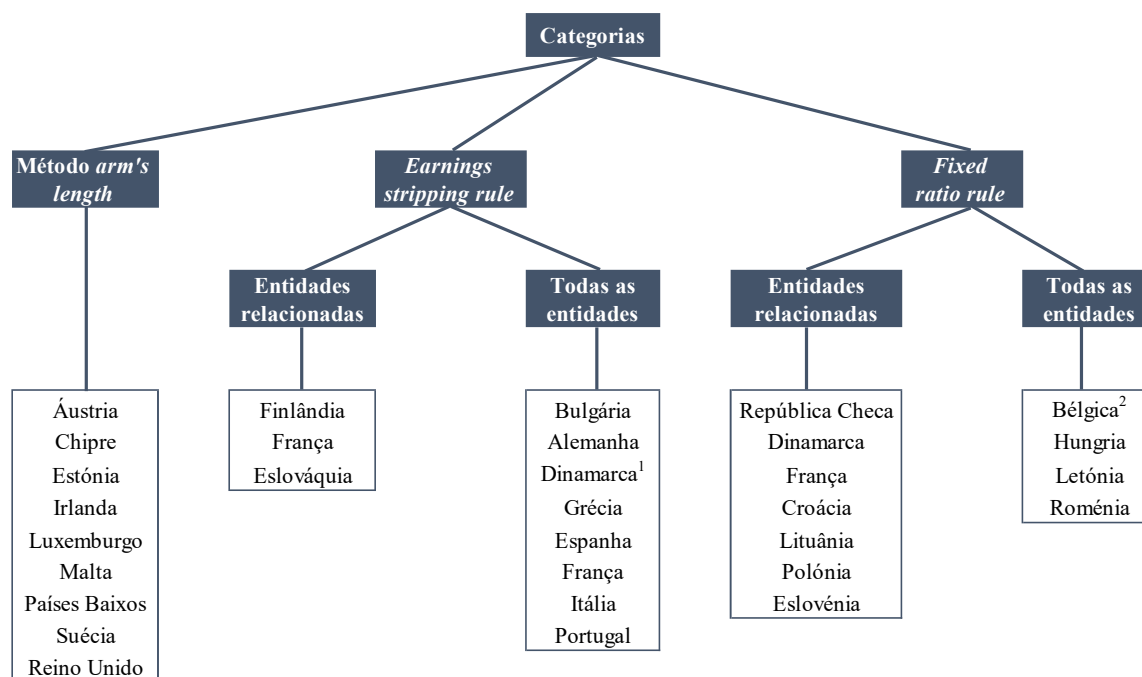 Categorias
Método arm's
length
Earnings
stripping rule
Fixed
ratio rule
Entidades
relacionadas
Todas as
entidades
Entidades
relacionadas
Todas as
entidades
Áustria
Chipre
Estónia
Irlanda
Luxemburgo
Malta
Países Baixos
Suécia
Reino Unido
Finlândia
França
Eslováquia
Bulgária
Alemanha
Dinamarca¹
Grécia
Espanha
França
Itália
Portugal
República Checa
Dinamarca
França
Croácia
Lituânia
Polónia
Eslovénia
Bélgica²
Hungria
Letónia
Roménia